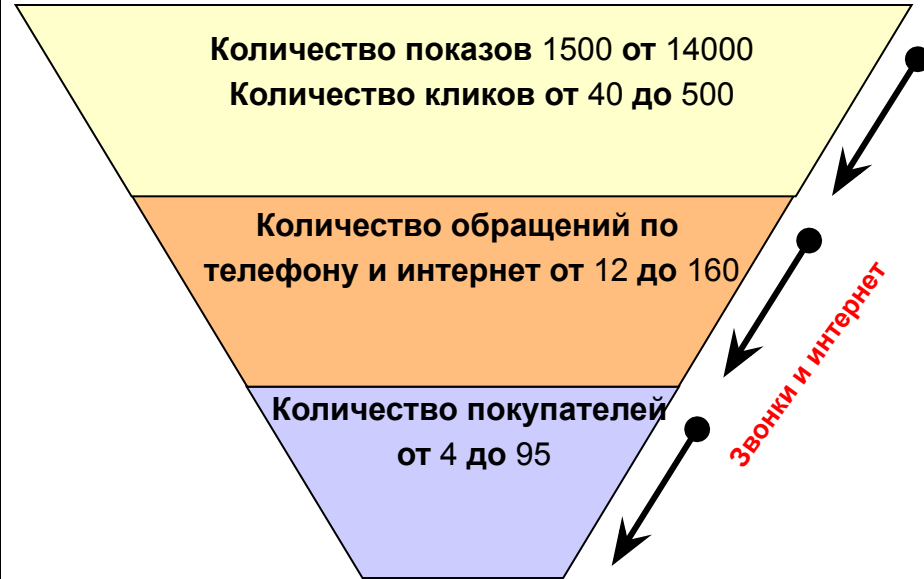 Количество показов 1500 от 14000
Количество кликов от 40 до 500
Количество обращений по
телефону и интернет от 12 до 160
Количество покупателей
от 4 до 95
Звонки и интернет